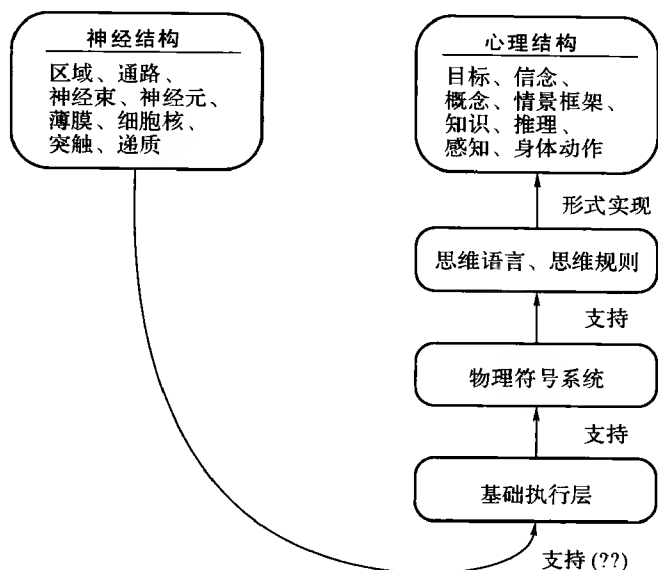 神经结构
区域、通路、
神经束、神经元、
薄膜、细胞核、
突触、递质
心理结构
目标、信念、
概念、情景框架、
知识、推理、
感知、身体动作
形式实现
思维语言、思维规则
支持
物理符号系统
支持
基础执行层
支持(??)